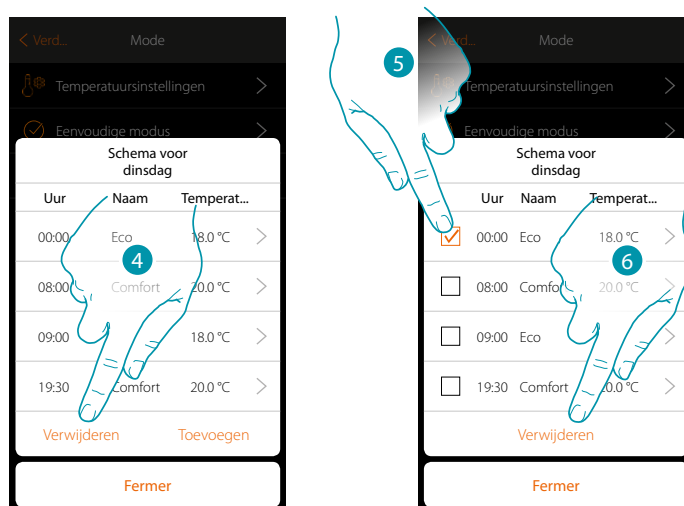 < Verd... Mode
Temperatuursinstellingen
Eenvoudige modus
Schema voor
dinsdag
Uur Naam Temperat...
00:00 Eco 18.0 °C
08:00 Comfort 20.0 °C
09:00 18.0 °C
19:30 Comfort 20.0 °C
Verwijderen Toevoegen
Fermer
4
5
< Verd... Mode
Temperatuursinstellingen
Eenvoudige modus
Schema voor
dinsdag
Uur Naam Temperat...
00:00 Eco 18.0 °C
08:00 Comfort 20.0 °C
09:00 Eco
19:30 Comfort 20.0 °C
Verwijderen
Fermer
6